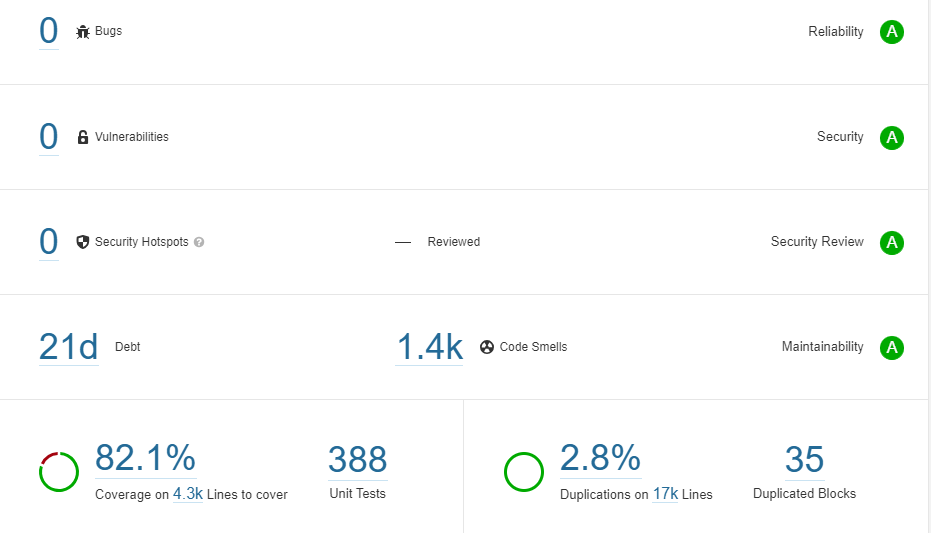 0 Bugs Reliability A
0 Vulnerabilities Security A
0 Security Hotspots ? — Reviewed Security Review A
21d Debt 1.4k Code Smells Maintainability A
82.1%
Coverage on 4.3k Lines to cover
388
Unit Tests
2.8%
Duplications on 17k Lines
35
Duplicated Blocks